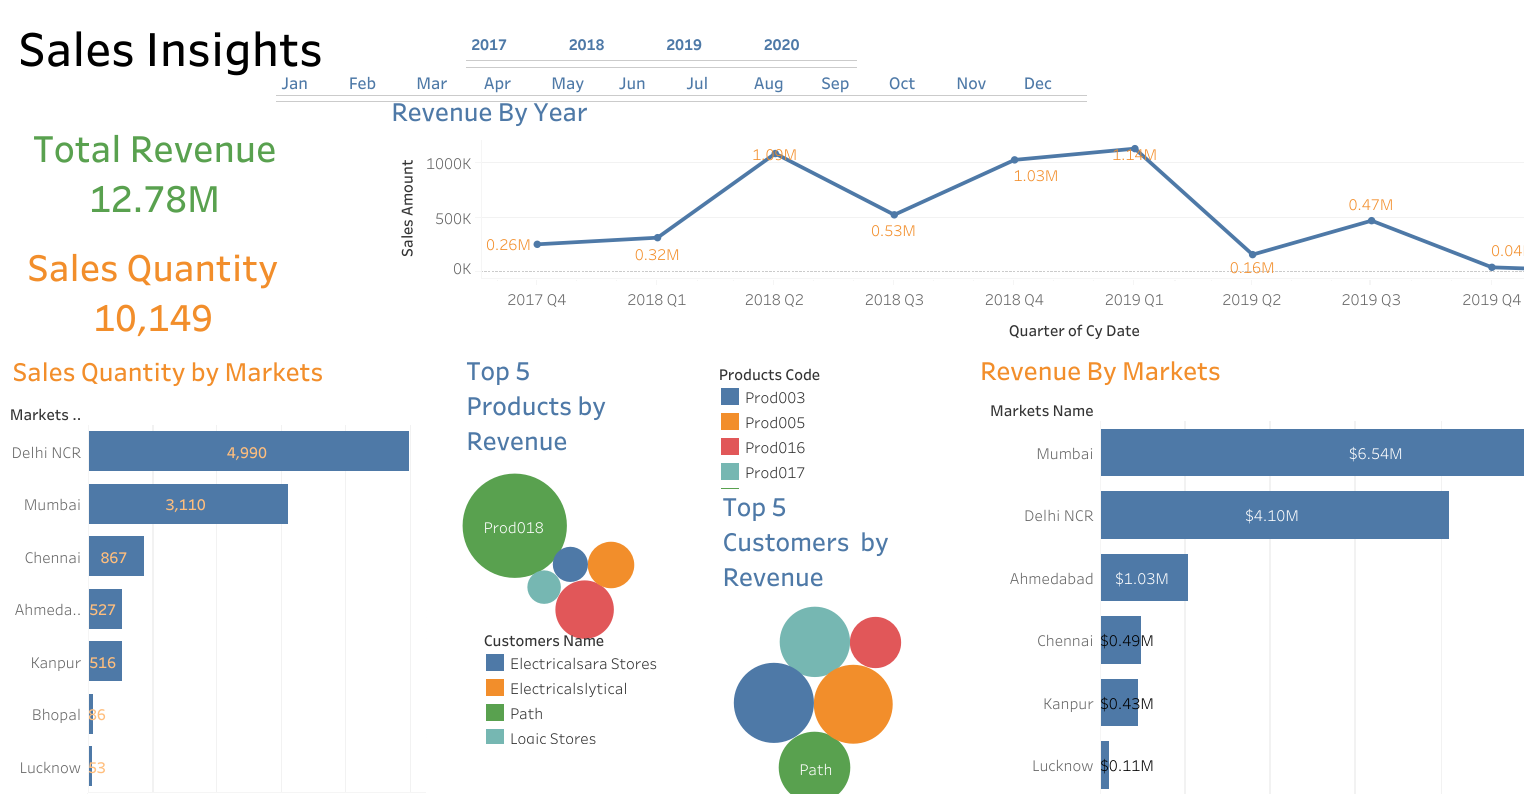 Sales Insights
2017 2018 2019 2020
Jan Feb Mar Apr May Jun Jul Aug Sep Oct Nov Dec
Revenue By Year
Total Revenue
12.78M
Sales Quantity
10,149
Sales Amount
1000K
500K
0K
0.26M
0.32M
1.09M
0.53M
1.03M
1.14M
0.16M
0.47M
0.04
2017 Q4 2018 Q1 2018 Q2 2018 Q3 2018 Q4 2019 Q1 2019 Q2 2019 Q3 2019 Q4
Quarter of Cy Date
Sales Quantity by Markets
Markets ..
Delhi NCR 4,990
Mumbai 3,110
Chennai 867
Ahmeda.. 527
Kanpur 516
Bhopal 86
Lucknow 53
Top 5
Products by
Revenue
Prod018
Products Code
Prod003
Prod005
Prod016
Prod017
Top 5
Customers by
Revenue
Path
Customers Name
Electricalsara Stores
Electricalslytical
Path
Logic Stores
Revenue By Markets
Markets Name
Mumbai $6.54M
Delhi NCR $4.10M
Ahmedabad $1.03M
Chennai $0.49M
Kanpur $0.43M
Lucknow $0.11M